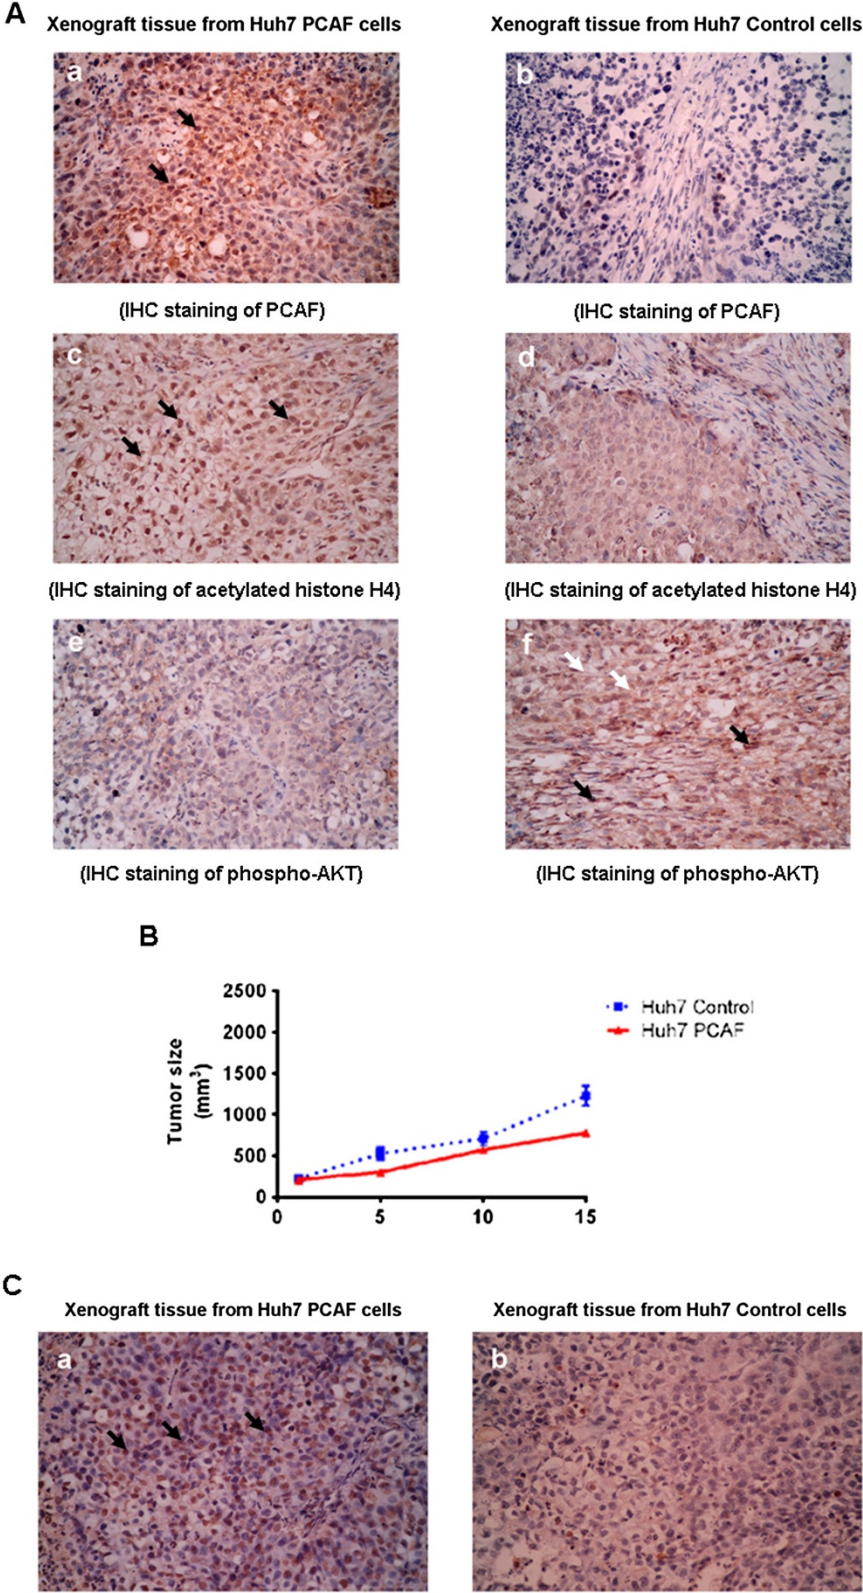 A
Xenograft tissue from Huh7 PCAF cells
Xenograft tissue from Huh7 Control cells
a
b
(IHC staining of PCAF)
(IHC staining of PCAF)
c
d
(IHC staining of acetylated histone H4)
(IHC staining of acetylated histone H4)
e
f
(IHC staining of phospho-AKT)
(IHC staining of phospho-AKT)
B
Tumor size
(mm³)
2500
2000
1500
1000
500
0
0 5 10 15
Huh7 Control
Huh7 PCAF
C
Xenograft tissue from Huh7 PCAF cells
Xenograft tissue from Huh7 Control cells
a
b